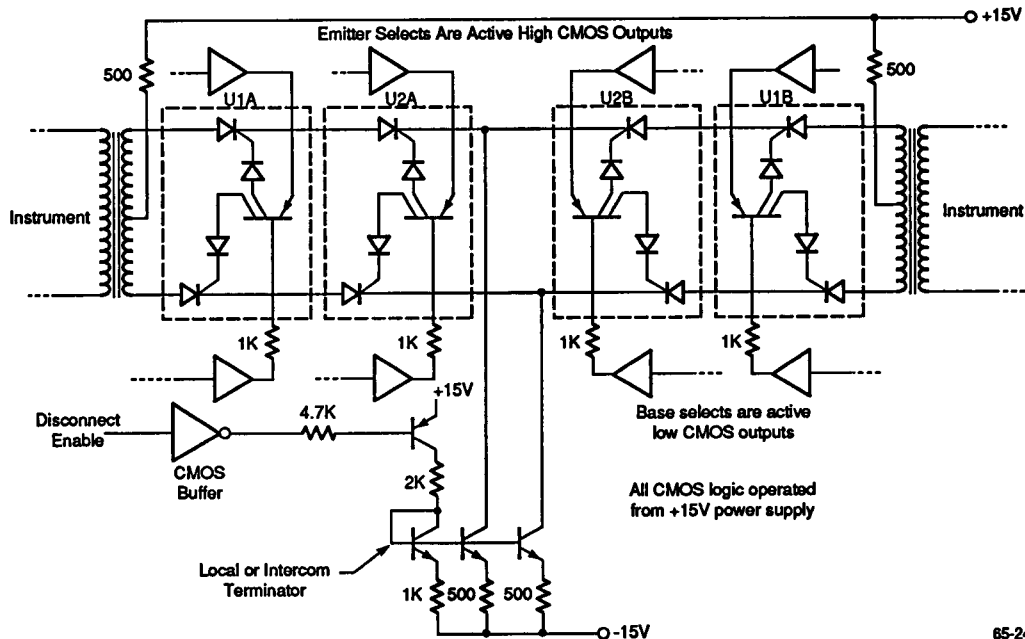 +15V
Emitter Selects Are Active High CMOS Outputs
500
500
U1A
U2A
U2B
U1B
Instrument
Instrument
1K
1K
1K
1K
+15V
Disconnect
Enable
4.7K
CMOS
Buffer
Base selects are active
low CMOS outputs
2K
All CMOS logic operated
from +15V power supply
Local or Intercom
Terminator
1K
500
500
-15V
65-24